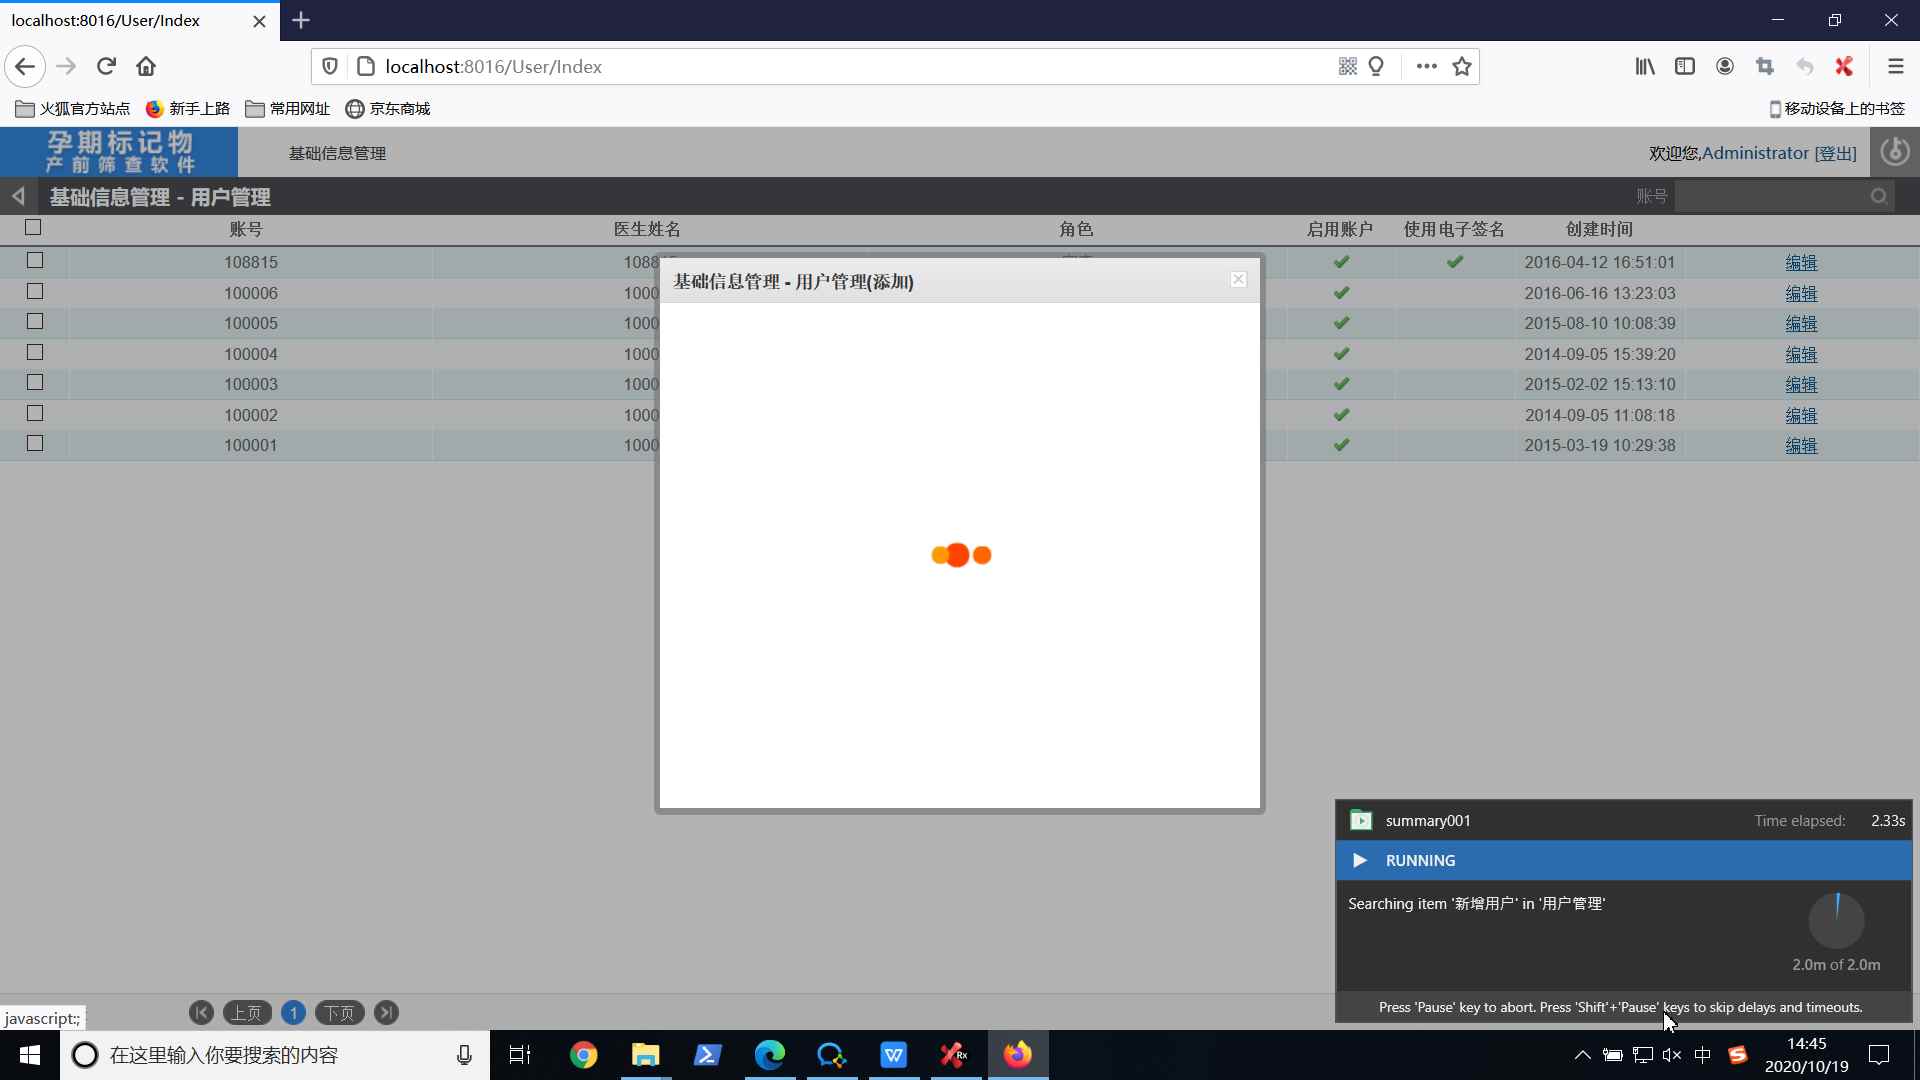 localhost:8016/User/Index
localhost:8016/User/Index
火狐官方站点 新手上路 常用网址 京东商城 移动设备上的书签
孕期标记物
产前筛查软件
基础信息管理
欢迎您,Administrator [登出]
基础信息管理 - 用户管理
账号
账号 医生姓名 角色 启用账户 使用电子签名 创建时间
108815 1088 2016-04-12 16:51:01 编辑
100006 1000 2016-06-16 13:23:03 编辑
100005 1000 2015-08-10 10:08:39 编辑
100004 1000 2014-09-05 15:39:20 编辑
100003 1000 2015-02-02 15:13:10 编辑
100002 1000 2014-09-05 11:08:18 编辑
100001 1000 2015-03-19 10:29:38 编辑
基础信息管理 - 用户管理(添加)
summary001 Time elapsed: 2.33s
RUNNING
Searching item '新增用户' in '用户管理'
2.0m of 2.0m
Press 'Pause' key to abort. Press 'Shift'+'Pause' keys to skip delays and timeouts.
上页 1 下页
javascript:;
在这里输入你要搜索的内容
Rx
中
14:45
2020/10/19